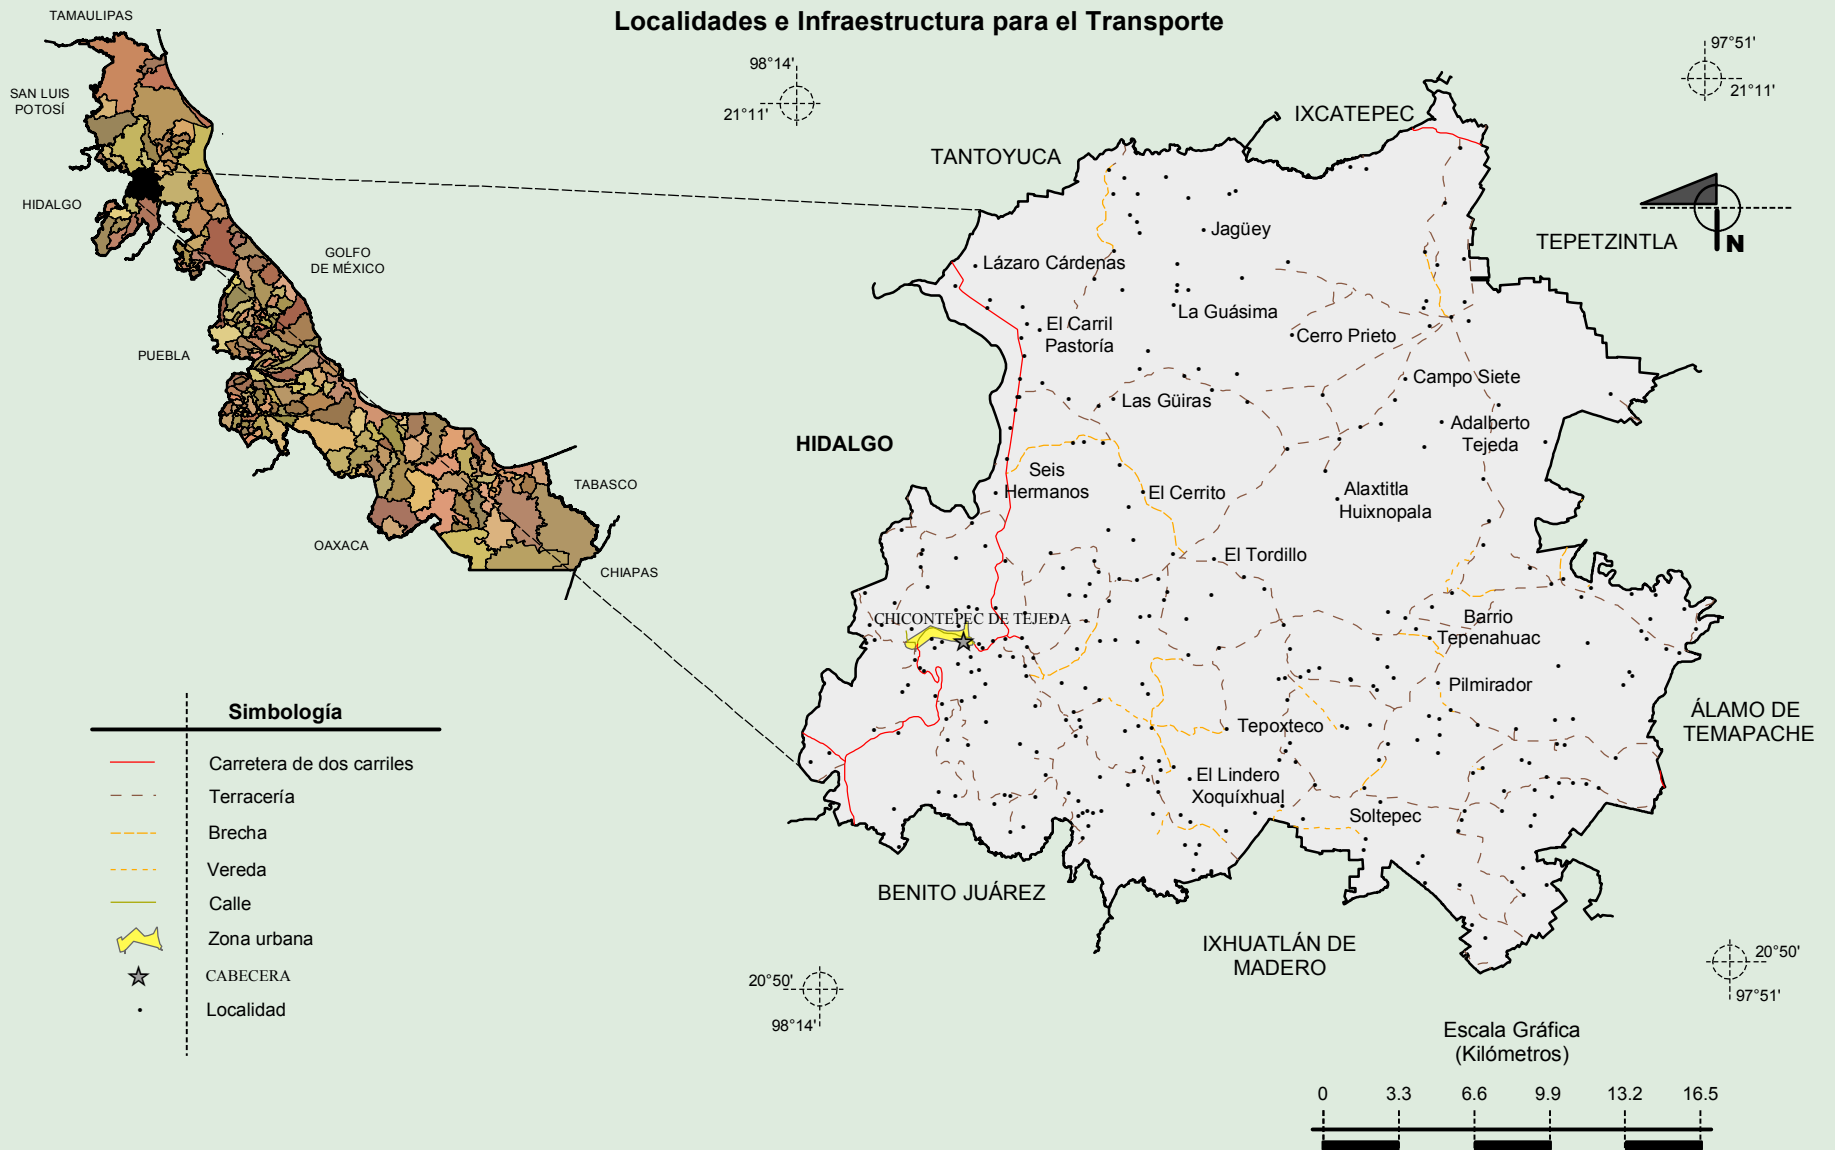 Localidades e Infraestructura para el Transporte
TAMAULIPAS
SAN LUIS
POTOSÍ
HIDALGO
GOLFO
DE MÉXICO
PUEBLA
TABASCO
OAXACA
CHIAPAS
98°14'
21°11'
97°51'
21°11'
IXCATEPEC
TANTOYUCA
TEPETZINTLA
N
Jagüey
Lázaro Cárdenas
La Guásima
El Carril
Pastoría
Cerro Prieto
Campo Siete
Las Güiras
Adalberto
Tejeda
HIDALGO
Seis
Hermanos
El Cerrito
Alaxtitla
Huixnopala
El Tordillo
CHICONTEPEC DE TEJEDA
Barrio
Tepenahuac
Pilmirador
Tepoxteco
ÁLAMO DE
TEMAPACHE
El Lindero
Xoquíxhual
Soltepec
BENITO JUÁREZ
IXHUATLÁN DE
MADERO
20°50'
98°14'
20°50'
97°51'
Simbología
Carretera de dos carriles
Terracería
Brecha
Vereda
Calle
Zona urbana
CABECERA
Localidad
Escala Gráfica
(Kilómetros)
0 3.3 6.6 9.9 13.2 16.5